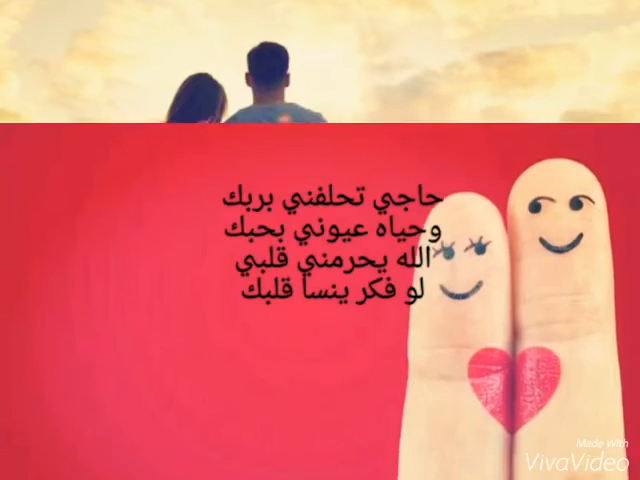 حاجي تحلفني بربك
وحياه عيوني بحبك
الله يحرمني قلبي
لو فكر ينسا قلبك
Made With
VivaVideo